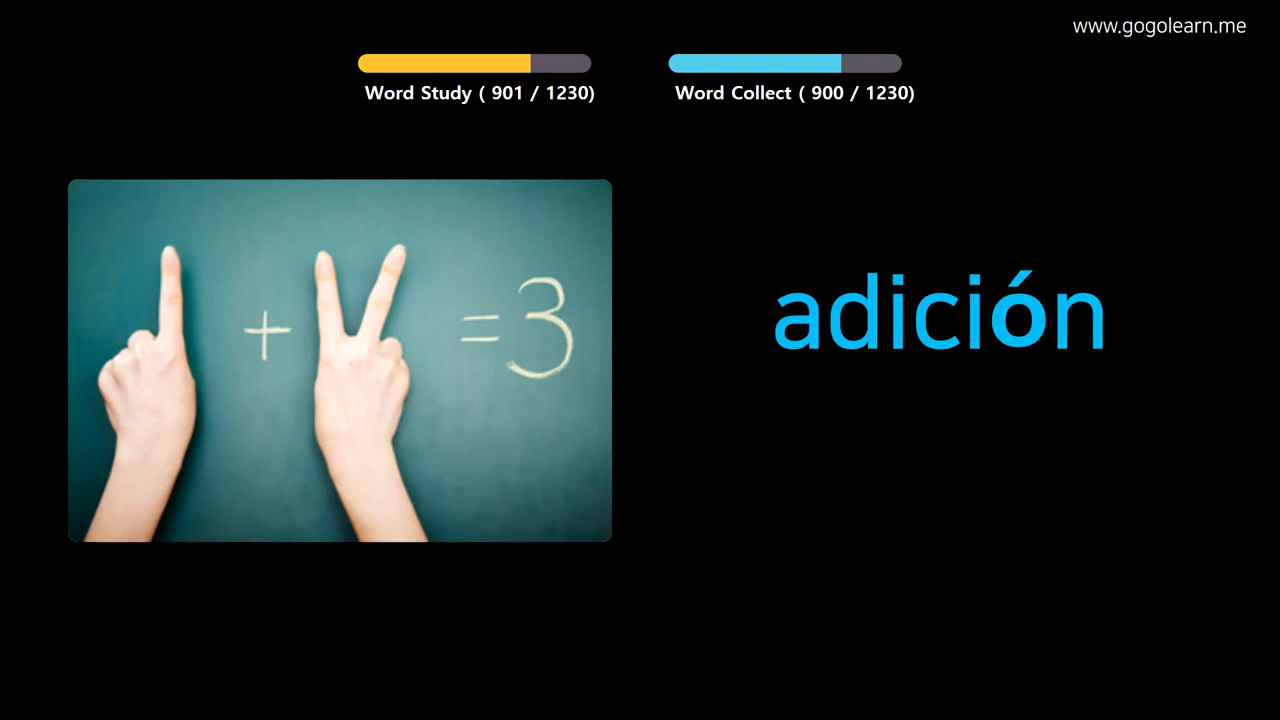 www.gogolearn.me
Word Study ( 901 / 1230)
Word Collect ( 900 / 1230)
+ = 3
adición